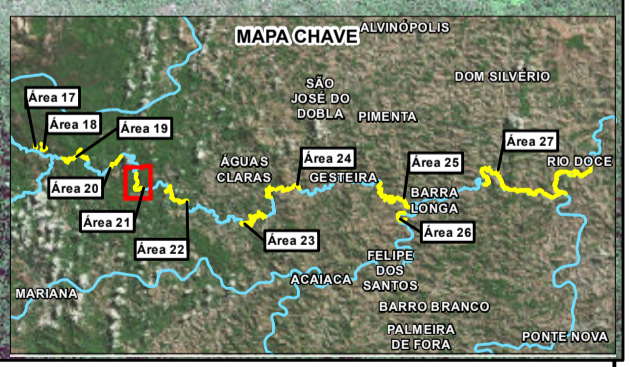 MAPA CHAVE
ALVINÓPOLIS
DOM SILVÉRIO
SÃO
JOSÉ DO
DOBLA
PIMENTA
Área 17
Área 18
Área 19
Área 27
RIO DOCE
ÁGUAS
CLARAS
Área 24
GESTEIRA
Área 25
Área 20
BARRA
LONGA
Área 21
Área 22
Área 23
Área 26
FELIPE
DOS
SANTOS
ACAIACA
MARIANA
BARRO BRANCO
PALMEIRA
DE FORA
PONTE NOVA